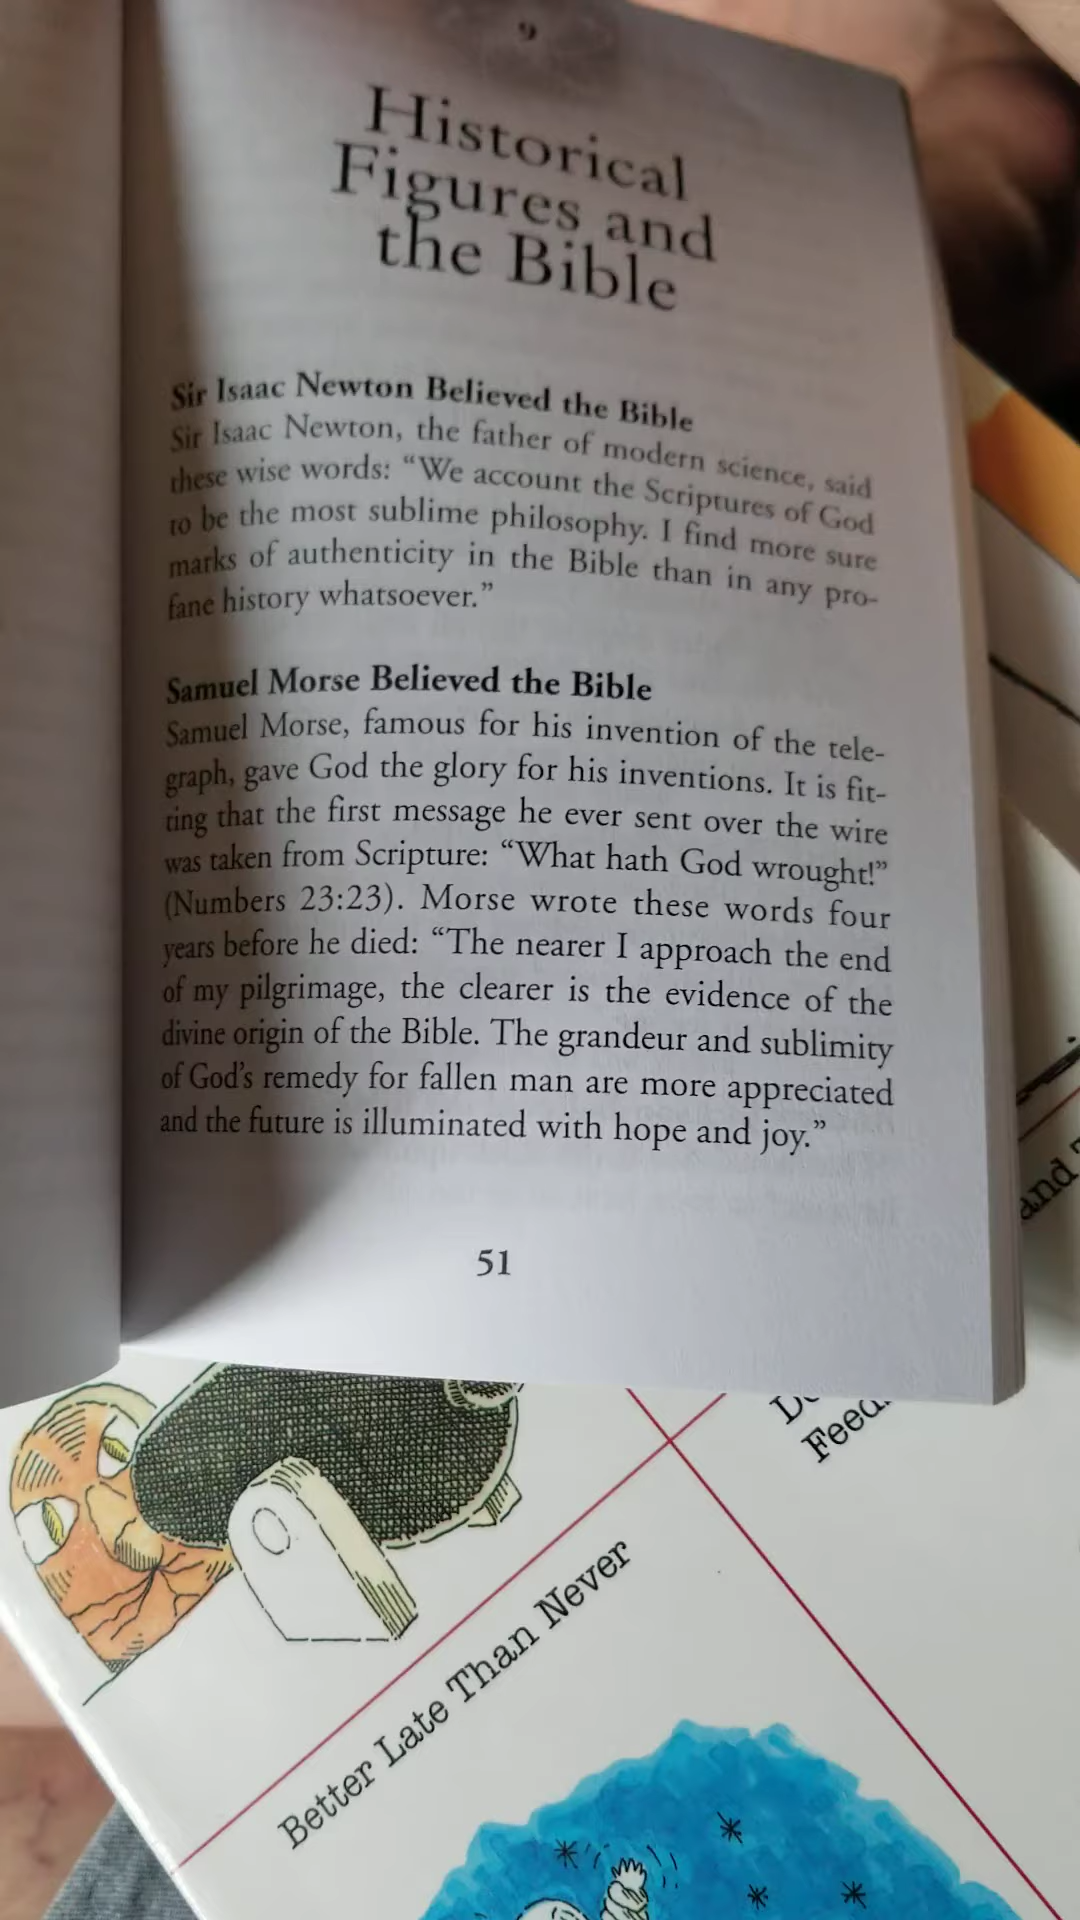 9
Historical
Figures and
the Bible
Sir Isaac Newton Believed the Bible
Sir Isaac Newton, the father of modern science, said
these wise words: “We account the Scriptures of God
to be the most sublime philosophy. I find more sure
marks of authenticity in the Bible than in any pro-
fane history whatsoever.”
Samuel Morse Believed the Bible
Samuel Morse, famous for his invention of the tele-
graph, gave God the glory for his inventions. It is fit-
ting that the first message he ever sent over the wire
was taken from Scripture: “What hath God wrought!”
(Numbers 23:23). Morse wrote these words four
years before he died: “The nearer I approach the end
of my pilgrimage, the clearer is the evidence of the
divine origin of the Bible. The grandeur and sublimity
of God’s remedy for fallen man are more appreciated
and the future is illuminated with hope and joy.”
51
and
Better Late Than Never